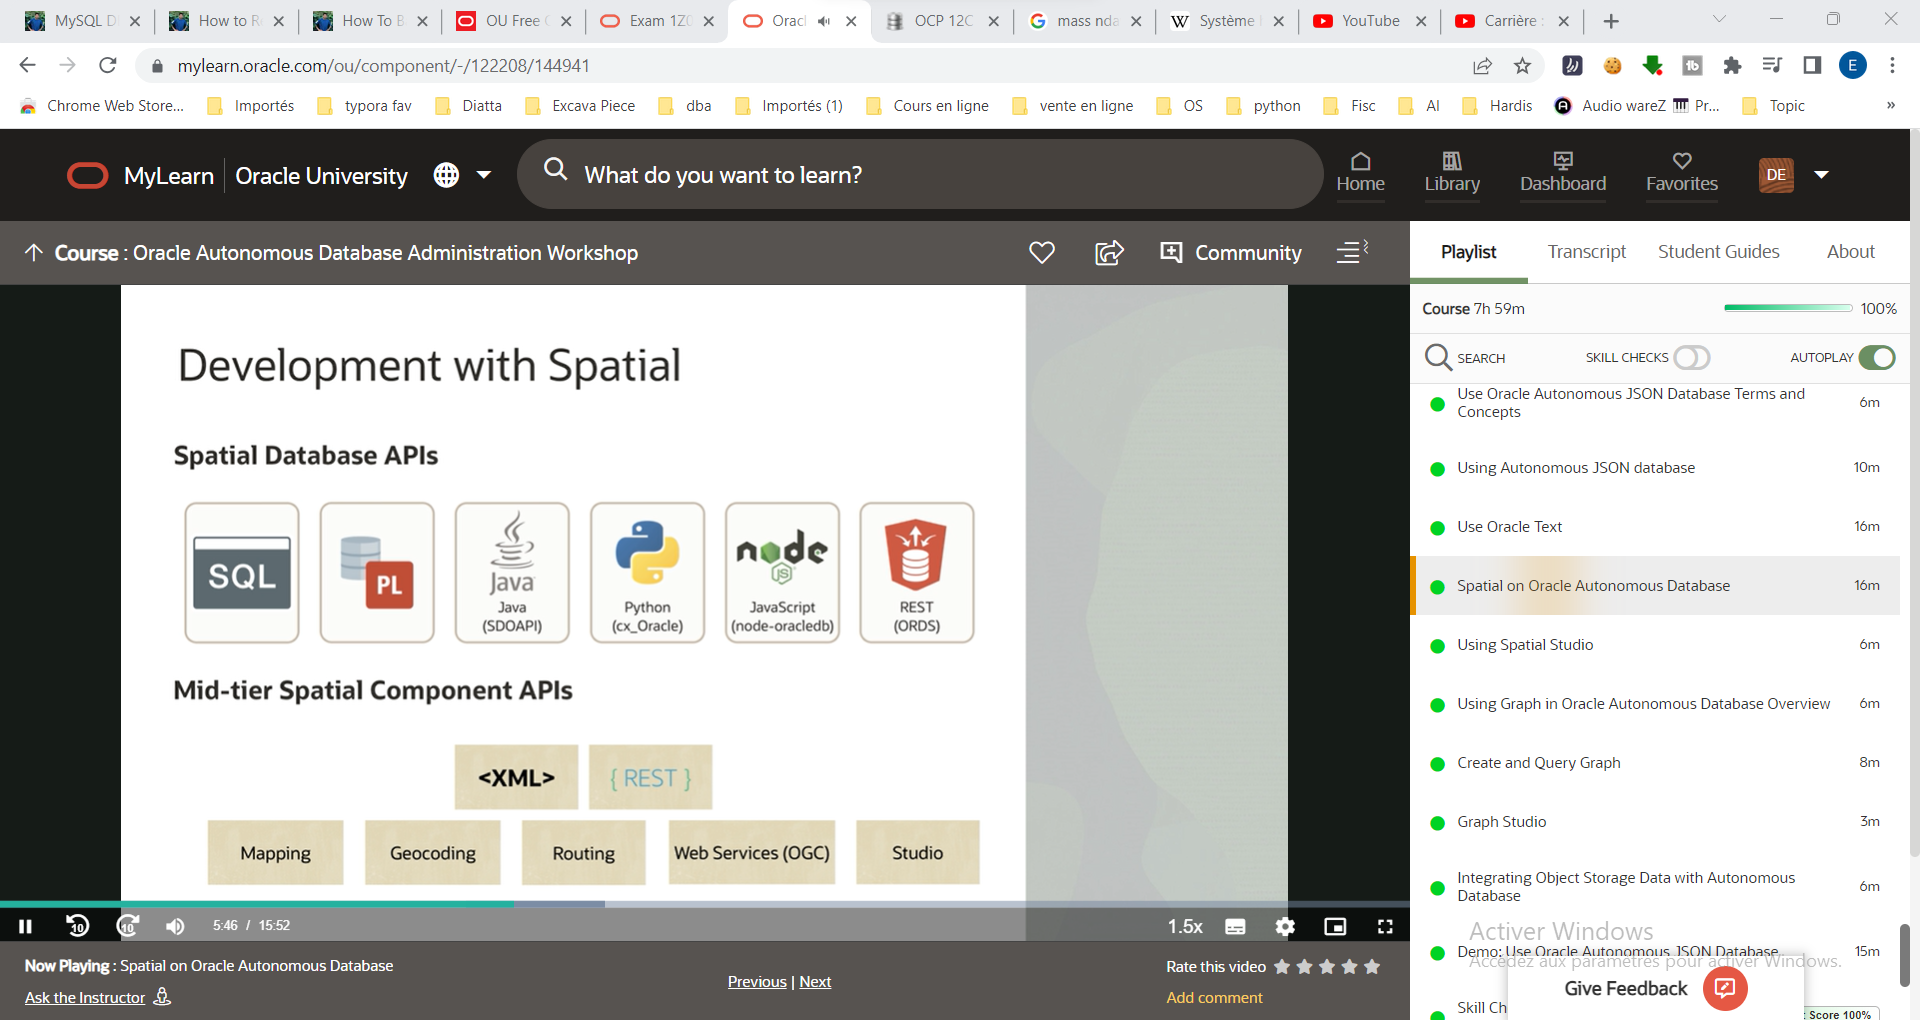 MySQL D
How to R
How To B
OU Free
Exam 1Z0
Orac
OCP 12C
mass nda
Système
YouTube
Carrière :
mylearn.oracle.com/ou/component/-/122208/144941
E
Chrome Web Store...
Importés
typora fav
Diatta
Excava Piece
dba
Importés (1)
Cours en ligne
vente en ligne
OS
python
Fisc
AI
Hardis
Audio wareZ
Pr...
Topic
»
MyLearn
Oracle University
What do you want to learn?
Home
Library
Dashboard
Favorites
DE
Course : Oracle Autonomous Database Administration Workshop
Community
Development with Spatial
Spatial Database APIs
SQL
PL
Java
Java
(SDOAPI)
Python
(cx_Oracle)
node
JS
JavaScript
(node-oracledb)
REST
(ORDS)
Mid-tier Spatial Component APIs
<XML>
{ REST }
Mapping
Geocoding
Routing
Web Services (OGC)
Studio
10
10
5:46 / 15:52
1.5x
Now Playing : Spatial on Oracle Autonomous Database
Ask the Instructor
Previous | Next
Rate this video
Add comment
Playlist
Transcript
Student Guides
About
Course 7h 59m
100%
SEARCH
SKILL CHECKS
AUTOPLAY
Use Oracle Autonomous JSON Database Terms and
Concepts
6m
Using Autonomous JSON database
10m
Use Oracle Text
16m
Spatial on Oracle Autonomous Database
16m
Using Spatial Studio
6m
Using Graph in Oracle Autonomous Database Overview
6m
Create and Query Graph
8m
Graph Studio
3m
Integrating Object Storage Data with Autonomous
Database
6m
Activer Windows
Demo: Use Oracle Autonomous JSON Database
15m
Accédez aux paramètres pour activer Windows.
Give Feedback
Skill Ch
: Score 100%